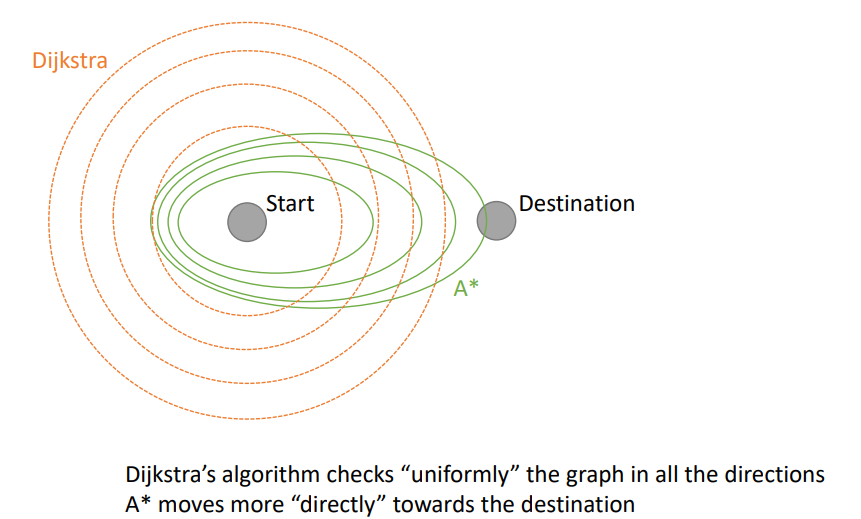 Dijkstra
Start
Destination
A*
Dijkstra’s algorithm checks “uniformly” the graph in all the directions
A* moves more “directly” towards the destination